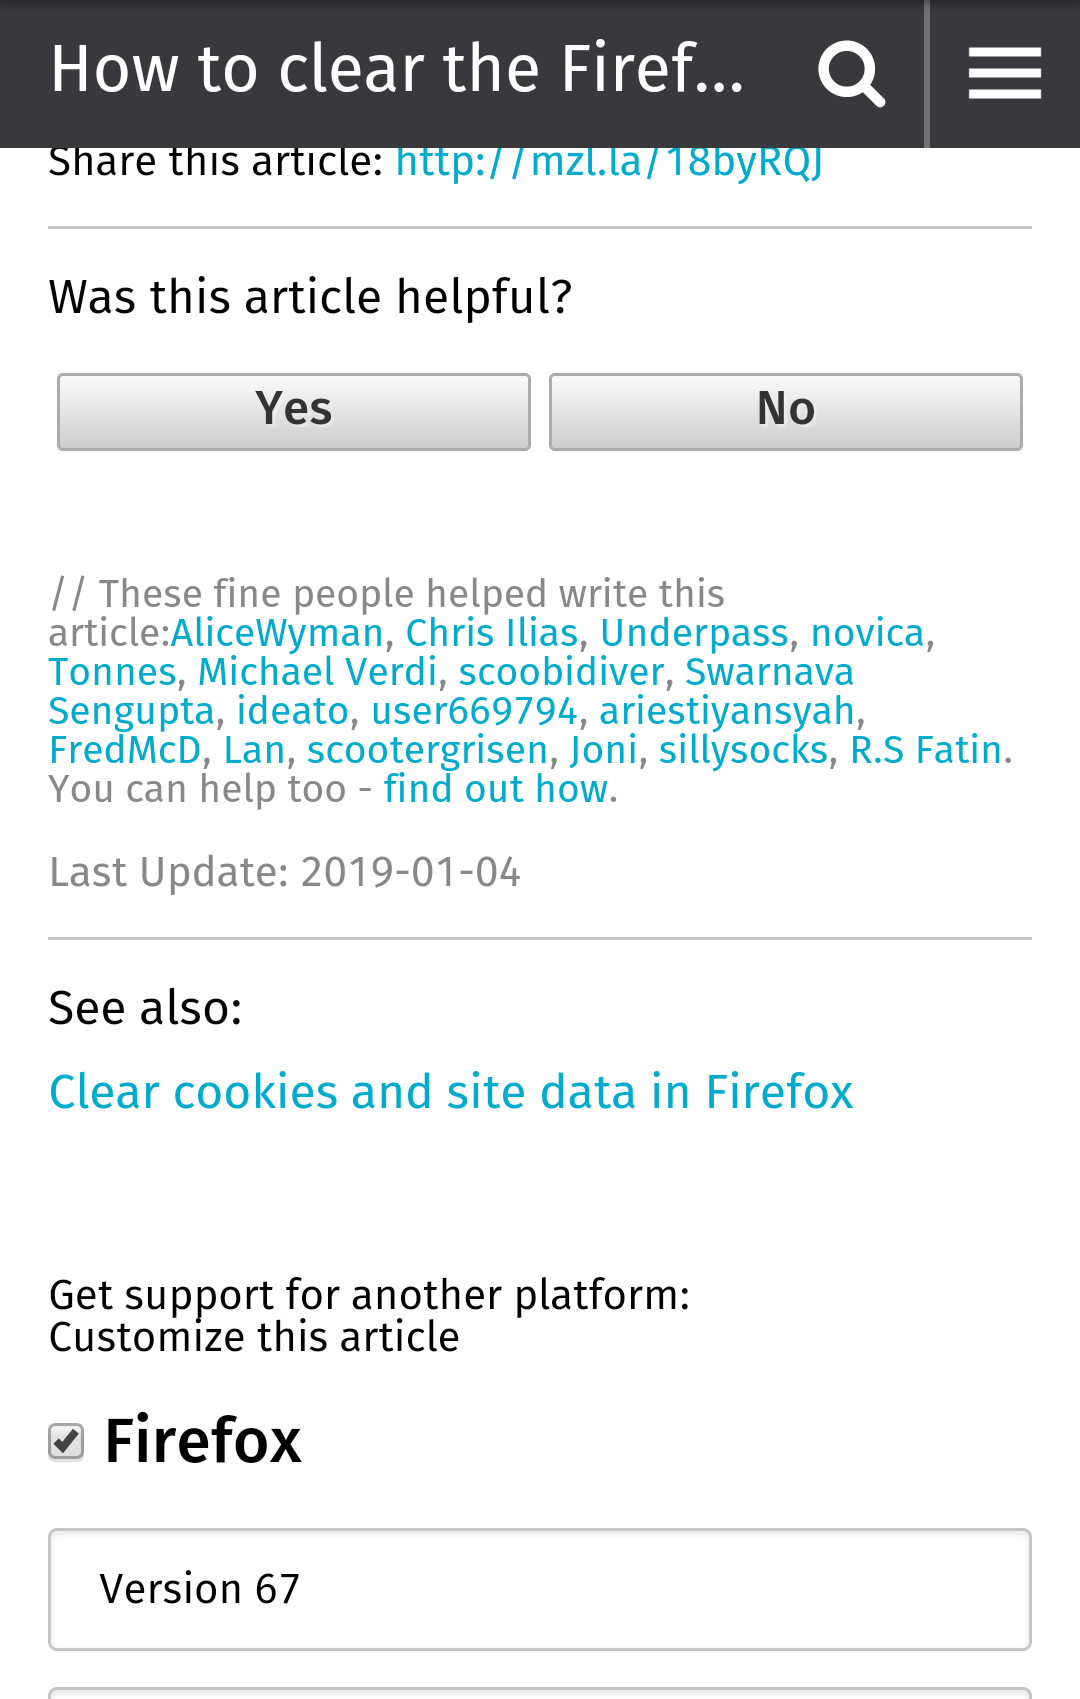 How to clear the Firef...
Share this article: http://mzl.la/18byRQJ
Was this article helpful?
Yes
No
// These fine people helped write this
article:AliceWyman, Chris Ilias, Underpass, novica,
Tonnes, Michael Verdi, scoobidiver, Swarnava
Sengupta, ideato, user669794, ariestiyansyah,
FredMcD, Lan, scootergrisen, Joni, sillysocks, R.S Fatin.
You can help too - find out how.
Last Update: 2019-01-04
See also:
Clear cookies and site data in Firefox
Get support for another platform:
Customize this article
Firefox
Version 67